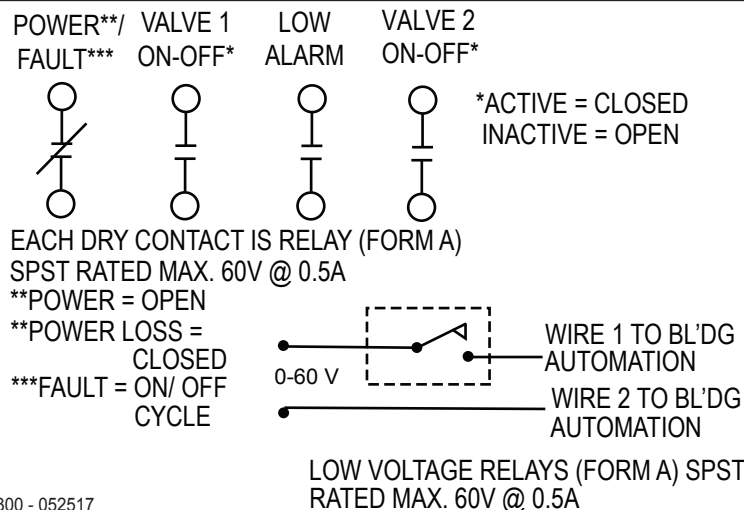 POWER**/ VALVE 1 LOW VALVE 2
FAULT*** ON-OFF* ALARM ON-OFF*
*ACTIVE = CLOSED
INACTIVE = OPEN
EACH DRY CONTACT IS RELAY (FORM A)
SPST RATED MAX. 60V @ 0.5A
**POWER = OPEN
**POWER LOSS =
CLOSED
***FAULT = ON/ OFF
CYCLE
0-60 V
WIRE 1 TO BL'DG
AUTOMATION
WIRE 2 TO BL'DG
AUTOMATION
LOW VOLTAGE RELAYS (FORM A) SPST
RATED MAX. 60V @ 0.5A
300 - 052517